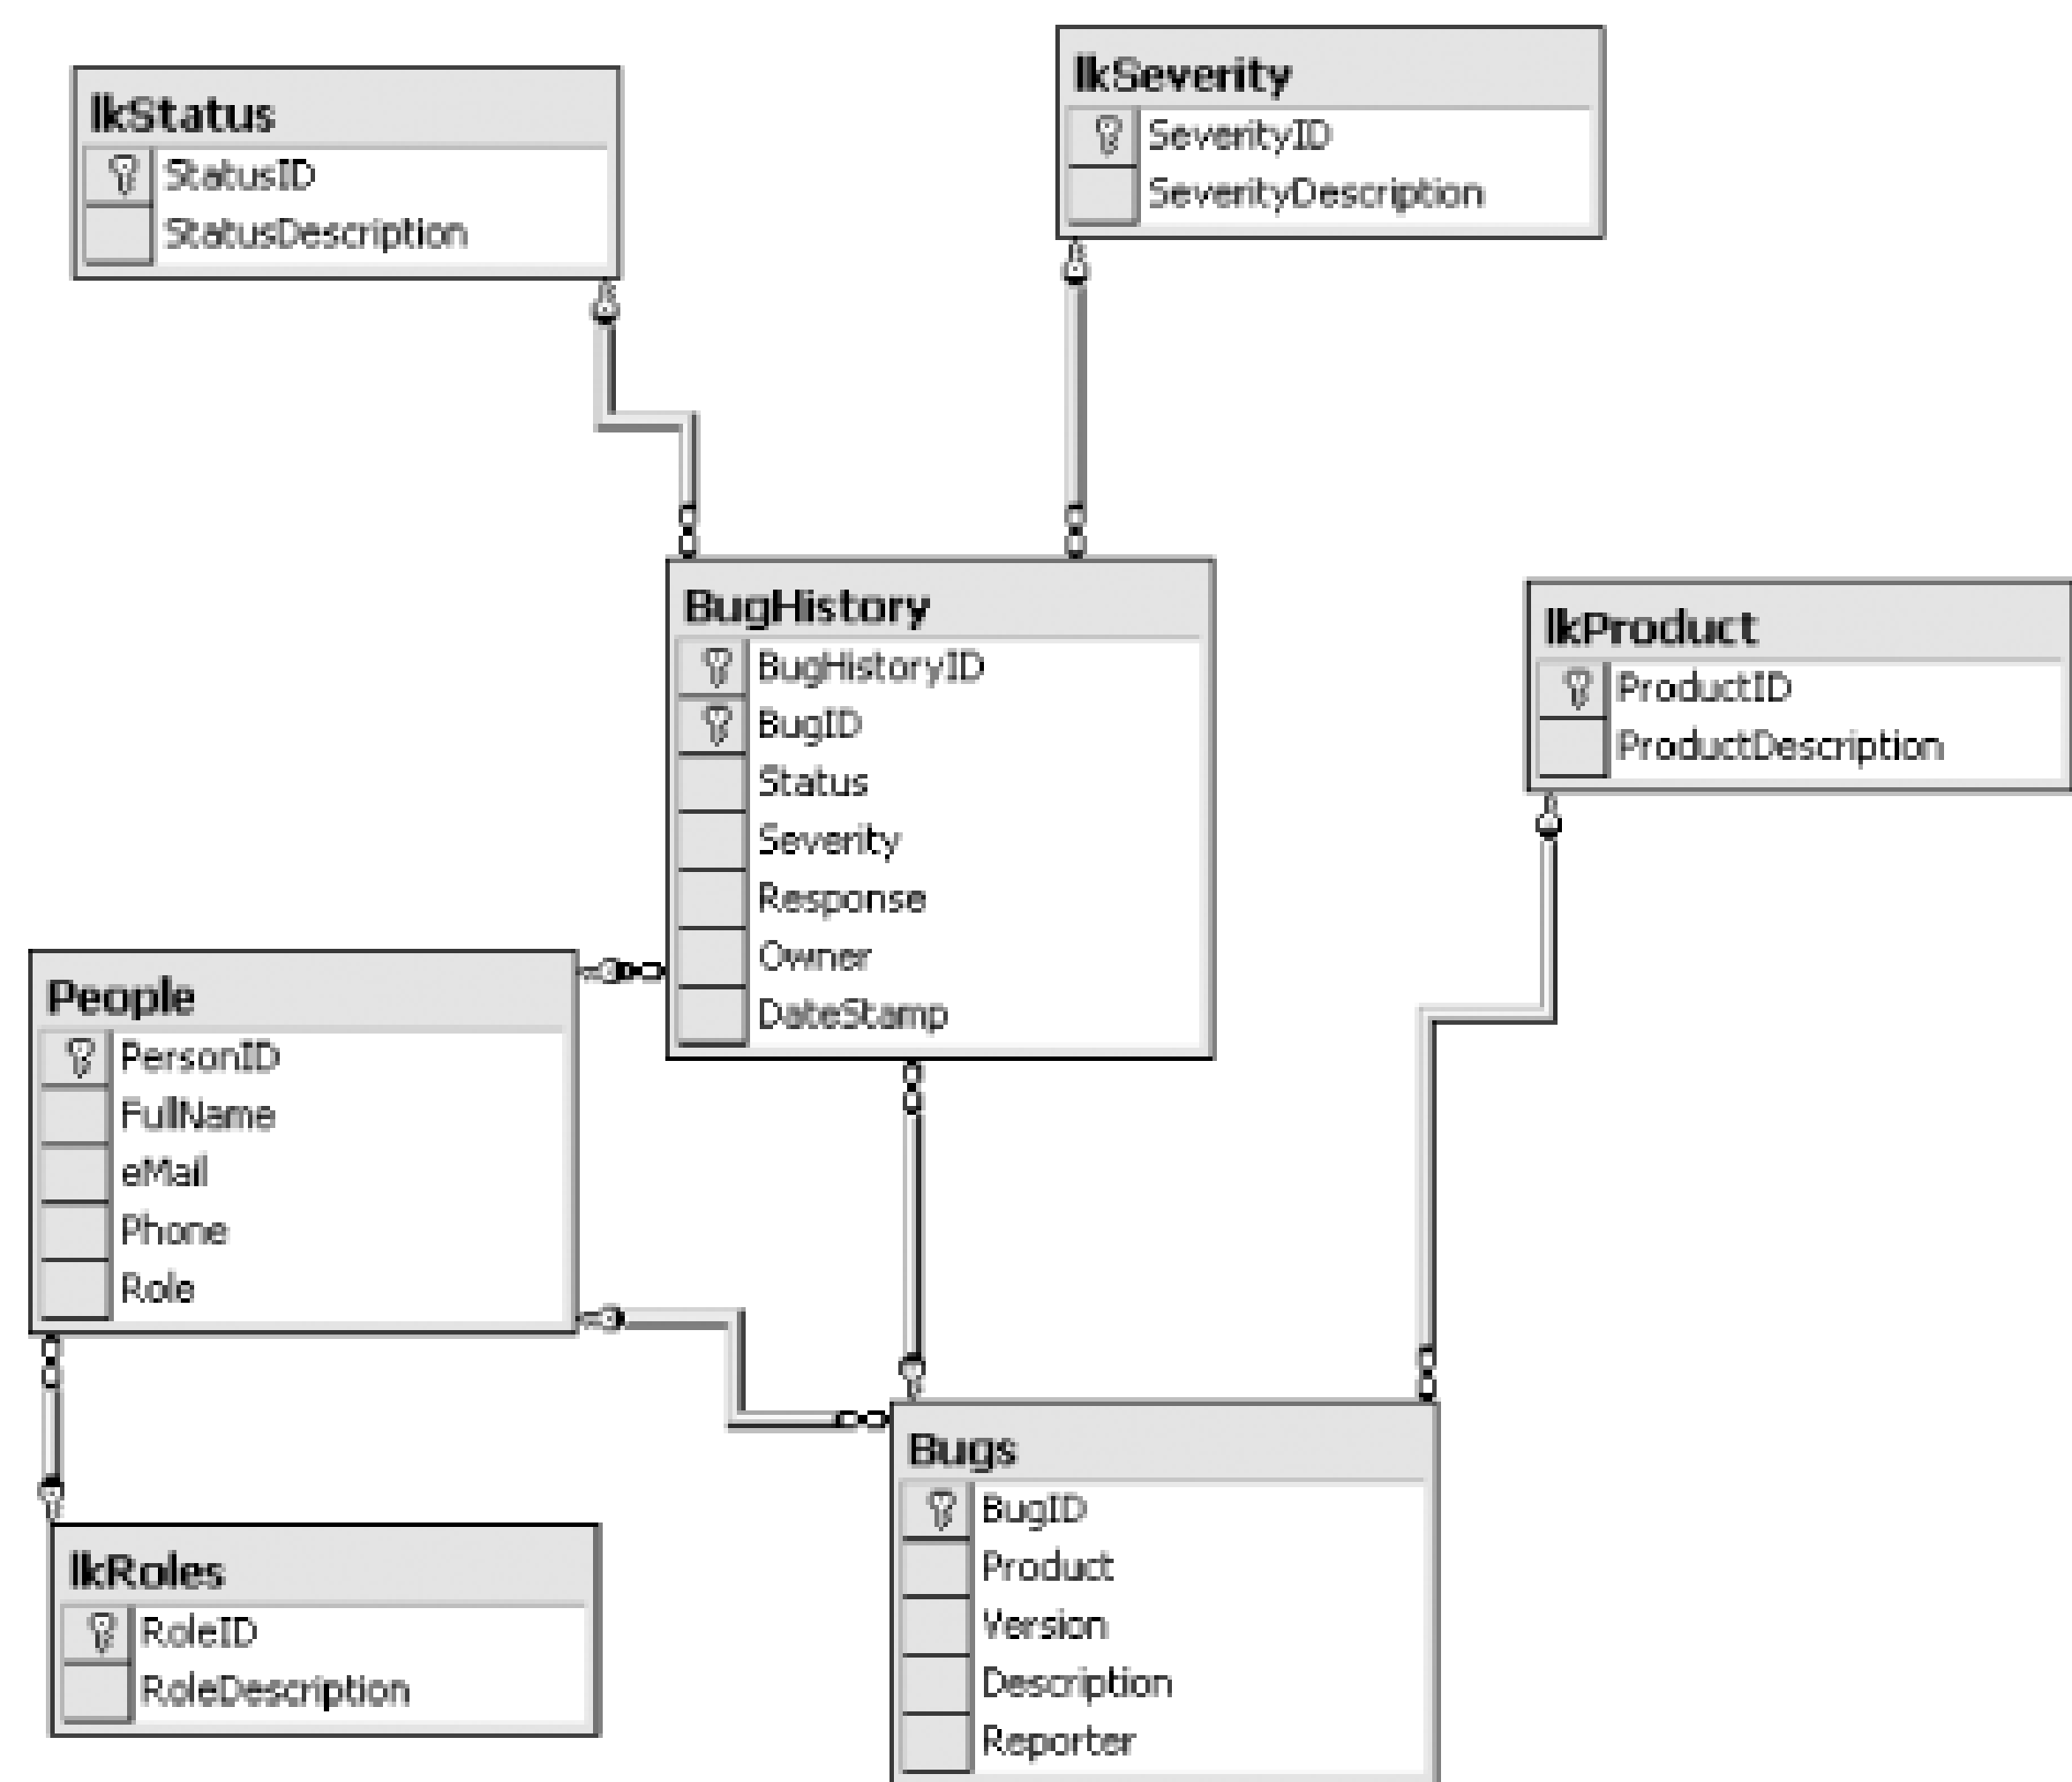 lkStatus
StatusID
StatusDescription
lkSeverity
SeverityID
SeverityDescription
BugHistory
BugHistoryID
BugID
Status
Severity
Response
Owner
DateStamp
lkProduct
ProductID
ProductDescription
People
PersonID
FullName
eMail
Phone
Role
lkRoles
RoleID
RoleDescription
Bugs
BugID
Product
Version
Description
Reporter